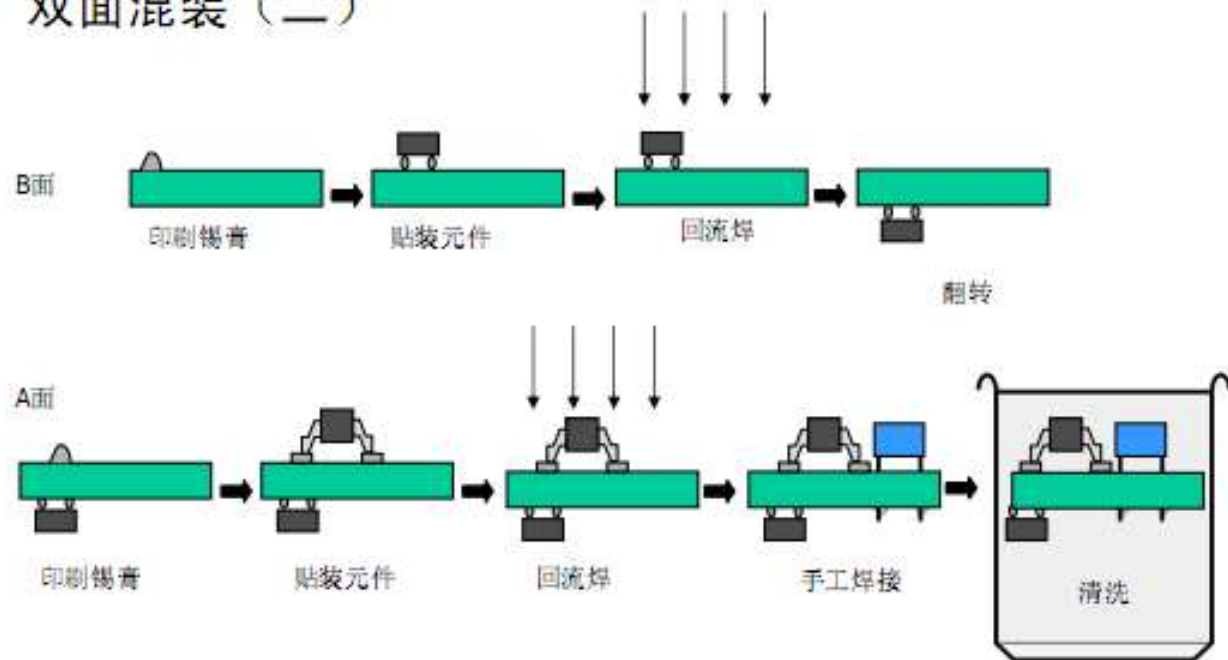 双面混装（二）
B面
印刷锡膏
贴装元件
回流焊
翻转
A面
印刷锡膏
贴装元件
回流焊
手工焊接
清洗